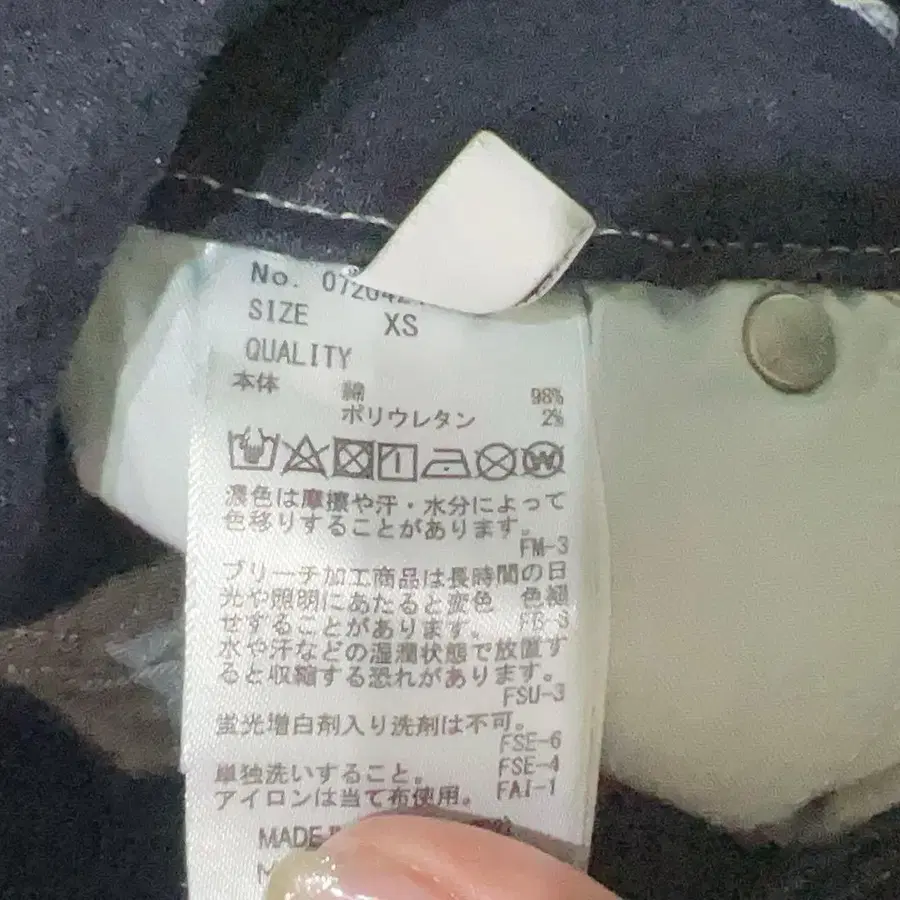 No. 072042
SIZE XS
QUALITY
本体 綿 98%
ポリウレタン 2%
濃色は摩擦や汗・水分によって
色移りすることがあります。
FM-3
ブリーチ加工商品は長時間の日
光や照明にあたると変色 色褪
せすることがあります。 FB-3
水や汗などの湿潤状態で放置す
ると収縮する恐れがあります。
FSU-3
蛍光増白剤入り洗剤は不可。
FSE-6
単独洗いすること。 FSE-4
アイロンは当て布使用。 FAI-1
MADE